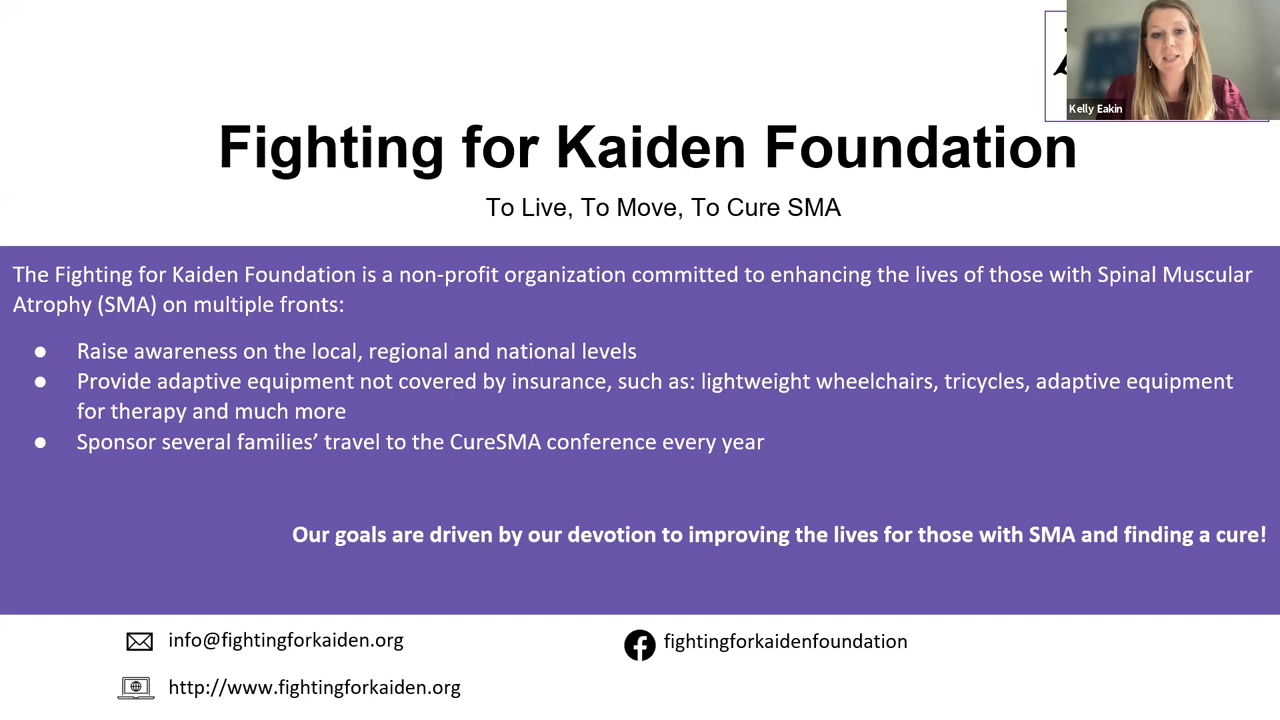 Kelly Eakin
Fighting for Kaiden Foundation
To Live, To Move, To Cure SMA
The Fighting for Kaiden Foundation is a non-profit organization committed to enhancing the lives of those with Spinal Muscular
Atrophy (SMA) on multiple fronts:
● Raise awareness on the local, regional and national levels
● Provide adaptive equipment not covered by insurance, such as: lightweight wheelchairs, tricycles, adaptive equipment
for therapy and much more
● Sponsor several families’ travel to the CureSMA conference every year
Our goals are driven by our devotion to improving the lives for those with SMA and finding a cure!
info@fightingforkaiden.org
fightingforkaidenfoundation
http://www.fightingforkaiden.org